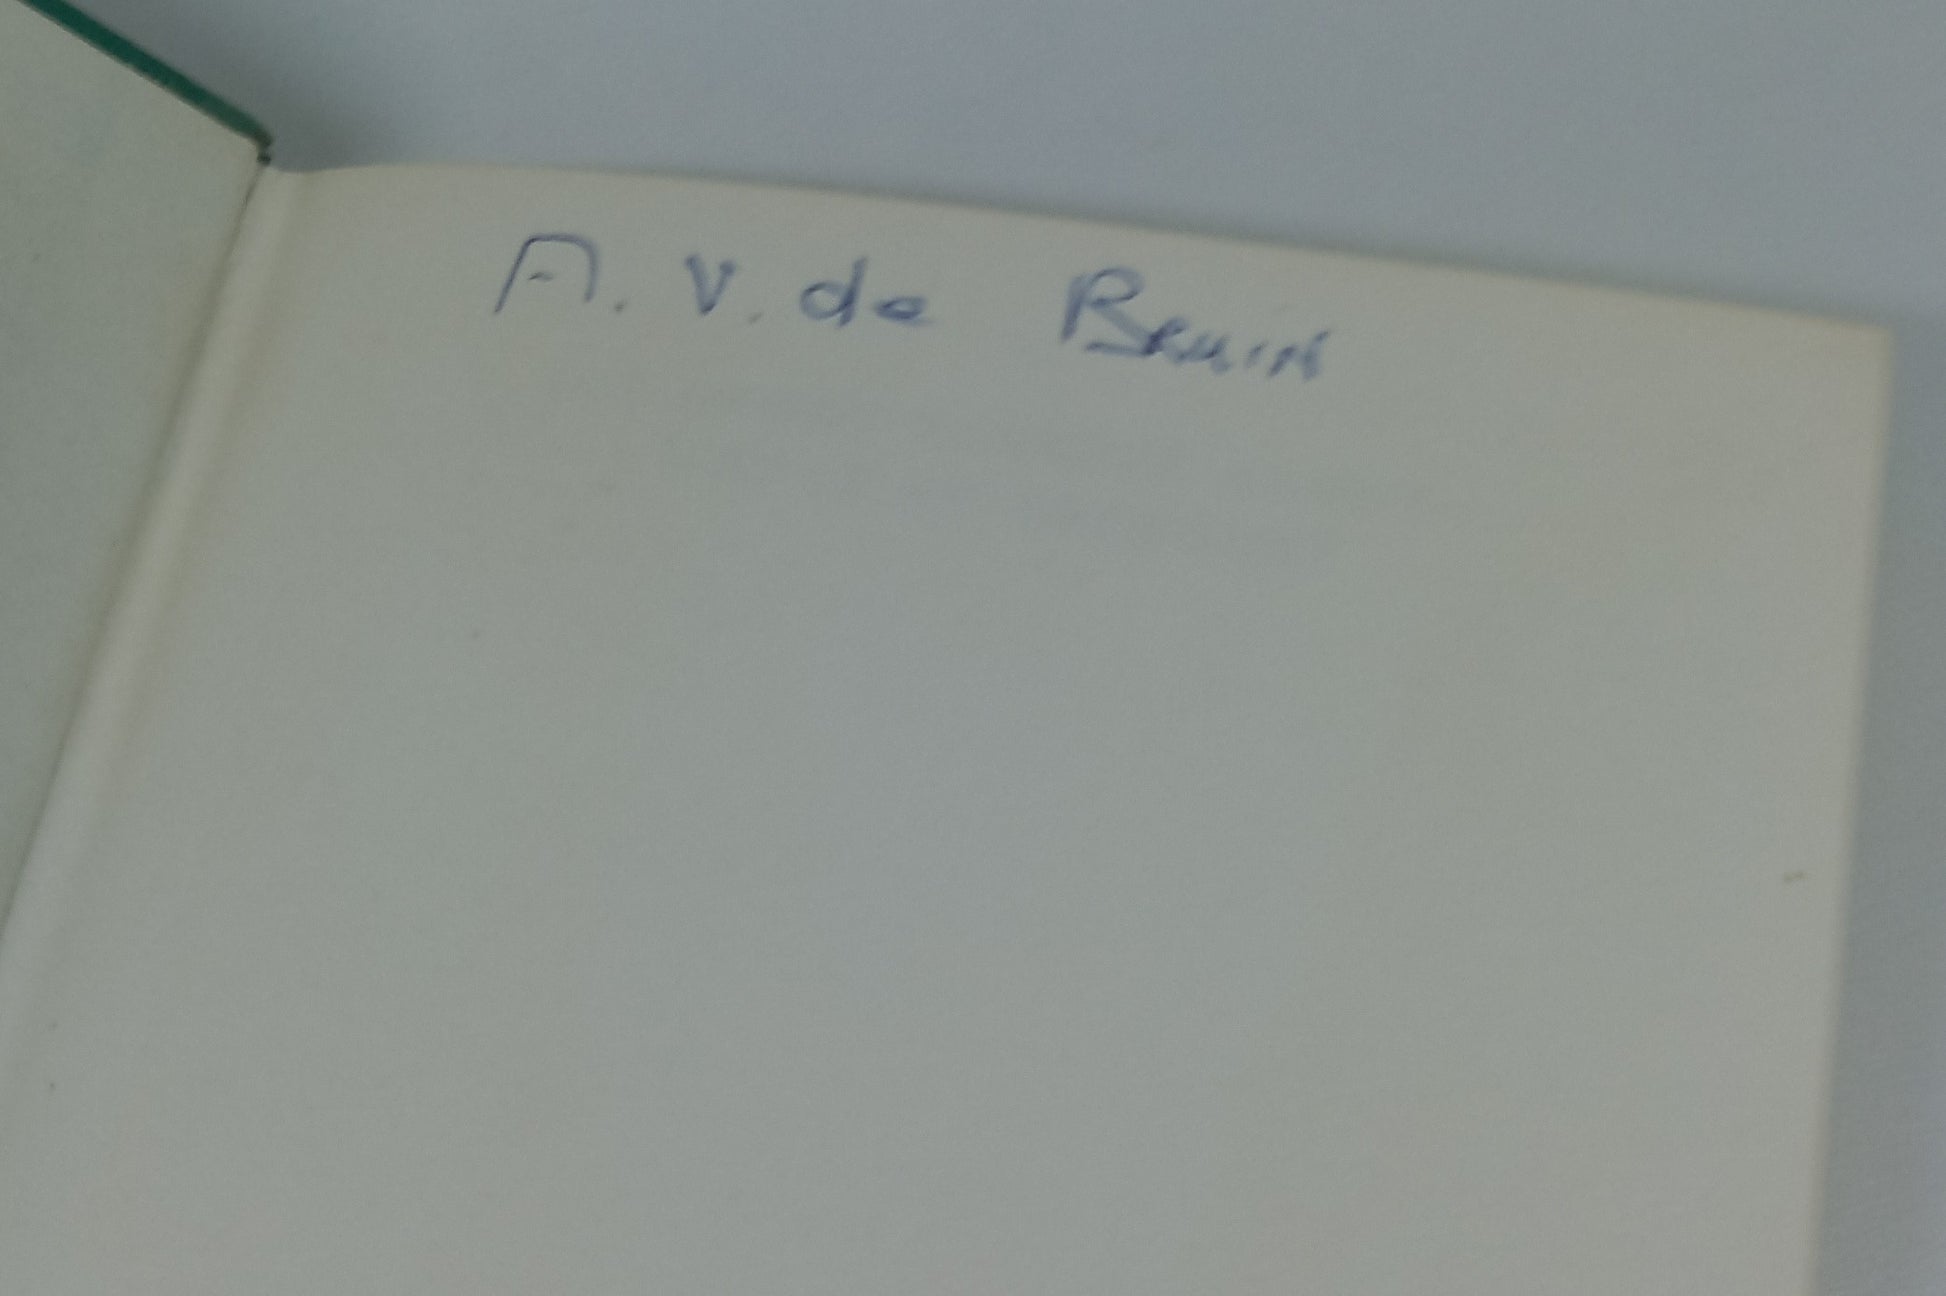 A. V. de Bruin